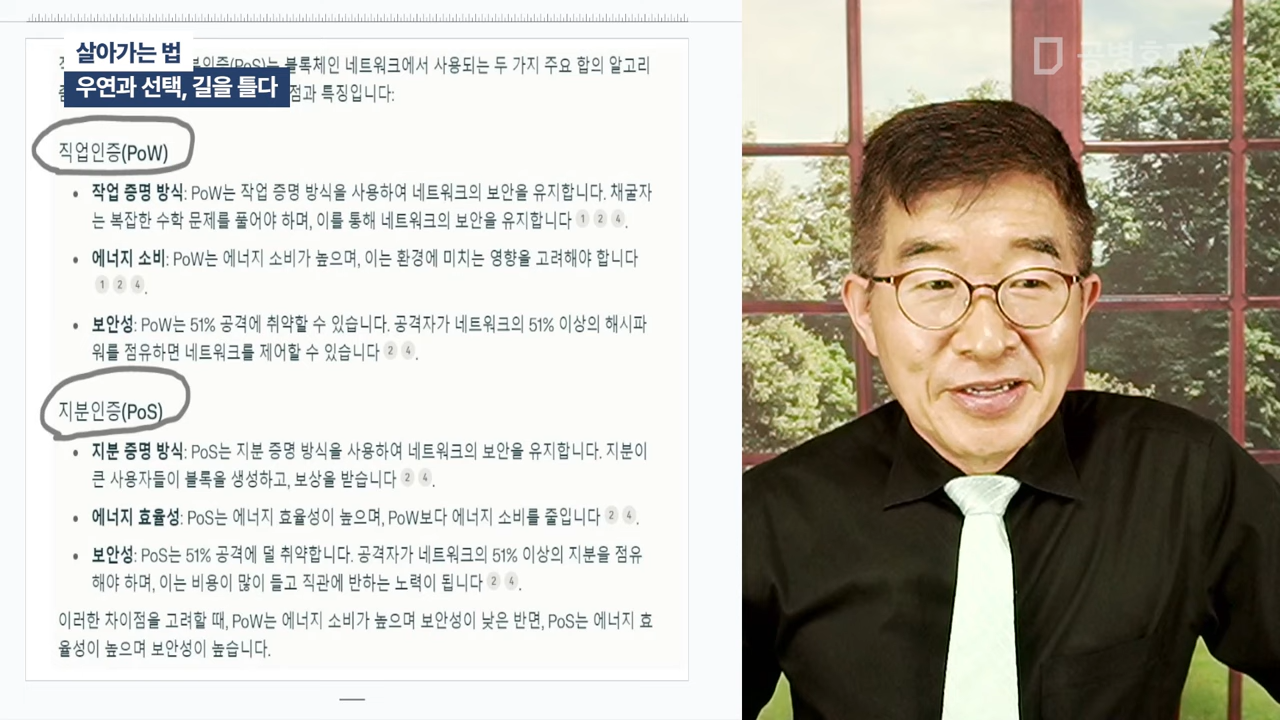 살아가는 법
우연과 선택, 길을 틀다
인증(PoS)는 블록체인 네트워크에서 사용되는 두 가지 주요 합의 알고리
점과 특징입니다:
직업인증(PoW)
• 작업 증명 방식: PoW는 작업 증명 방식을 사용하여 네트워크의 보안을 유지합니다. 채굴자
는 복잡한 수학 문제를 풀어야 하며, 이를 통해 네트워크의 보안을 유지합니다 1 2 4.
• 에너지 소비: PoW는 에너지 소비가 높으며, 이는 환경에 미치는 영향을 고려해야 합니다
1 2 4.
• 보안성: PoW는 51% 공격에 취약할 수 있습니다. 공격자가 네트워크의 51% 이상의 해시파
워를 점유하면 네트워크를 제어할 수 있습니다 2 4.
지분인증(PoS)
• 지분 증명 방식: PoS는 지분 증명 방식을 사용하여 네트워크의 보안을 유지합니다. 지분이
큰 사용자들이 블록을 생성하고, 보상을 받습니다 2 4.
• 에너지 효율성: PoS는 에너지 효율성이 높으며, PoW보다 에너지 소비를 줄입니다 2 4.
• 보안성: PoS는 51% 공격에 덜 취약합니다. 공격자가 네트워크의 51% 이상의 지분을 점유
해야 하며, 이는 비용이 많이 들고 직관에 반하는 노력이 됩니다 2 4.
이러한 차이점을 고려할 때, PoW는 에너지 소비가 높으며 보안성이 낮은 반면, PoS는 에너지 효
율성이 높으며 보안성이 높습니다.
공병호